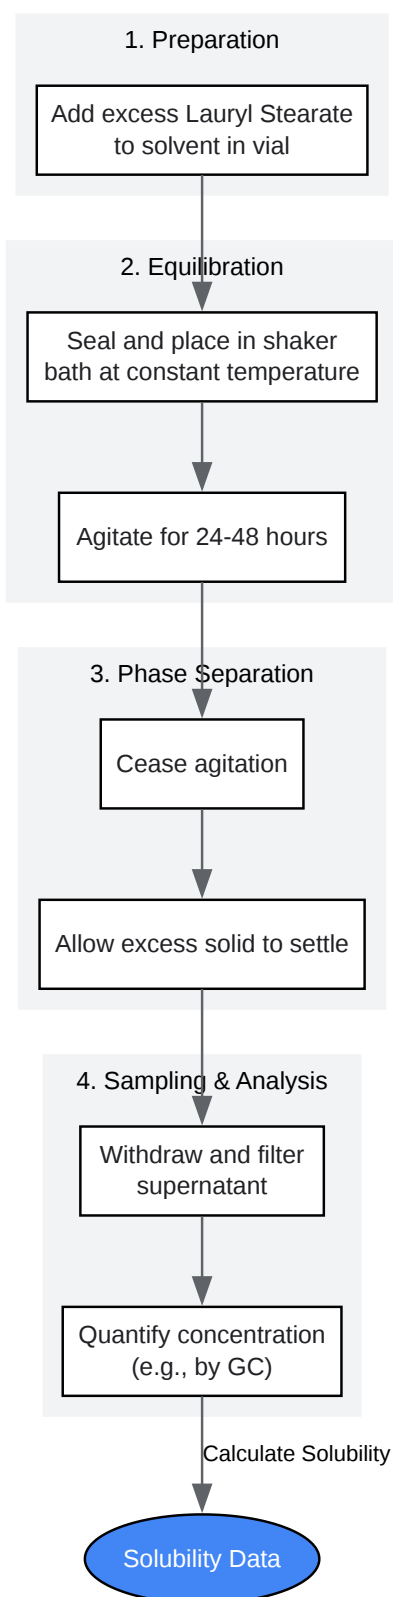 1. Preparation
Add excess Lauryl Stearate
to solvent in vial
2. Equilibration
Seal and place in shaker
bath at constant temperature
Agitate for 24-48 hours
3. Phase Separation
Cease agitation
Allow excess solid to settle
4. Sampling & Analysis
Withdraw and filter
supernatant
Quantify concentration
(e.g., by GC)
Calculate Solubility
Solubility Data